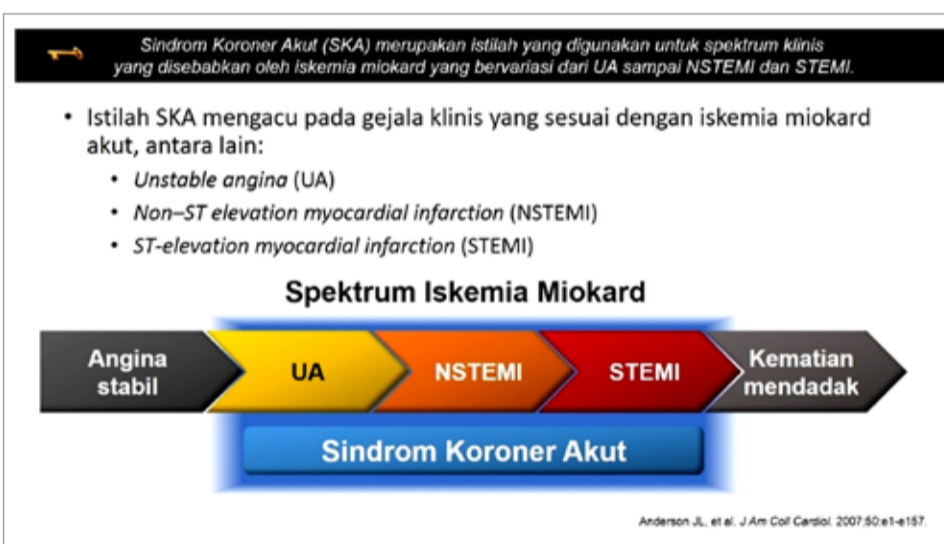 Sindrom Koroner Akut (SKA) merupakan istilah yang digunakan untuk spektrum klinis
yang disebabkan oleh iskemia miokard yang bervariasi dari UA sampai NSTEMI dan STEMI.
• Istilah SKA mengacu pada gejala klinis yang sesuai dengan iskemia miokard
akut, antara lain:
• Unstable angina (UA)
• Non–ST elevation myocardial infarction (NSTEMI)
• ST-elevation myocardial infarction (STEMI)
Spektrum Iskemia Miokard
Angina
stabil
UA
NSTEMI
STEMI
Kematian
mendadak
Sindrom Koroner Akut
Anderson JL, et al. J Am Coll Cardiol. 2007;50:e1-e157.